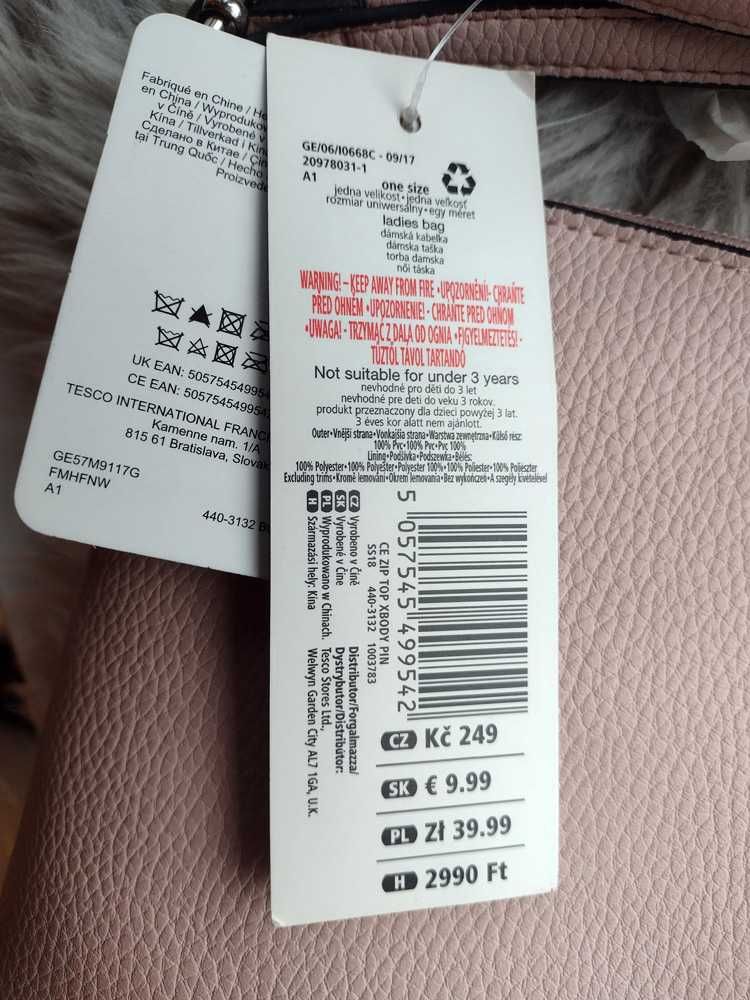 Fabriqué en Chine /
en China / Wyprodukow
v Číně / Vyrobené v
Kína / Tillverkad i Kin
Сделано в Китае /
tại Trung Quốc / Hecho
Proizvede
UK EAN: 505754549954
CE EAN: 505754549954
TESCO INTERNATIONAL FRANC
Kamenne nam. 1/A
815 61 Bratislava, Slovak
GE57M9117G
FMHFNW
A1
440-3132
GE/06/I0668C - 09/17
20978031-1
A1
one size
jedna velikost•jedna veľkosť
rozmiar uniwersalny•egy méret
ladies bag
dámská kabelka
dámska taška
torba damska
női táska
WARNING! – KEEP AWAY FROM FIRE •UPOZORNĚNÍ!- CHRAŇTE
PŘED OHNĚM •UPOZORNENIE! - CHRÁŇTE PRED OHŇOM
•UWAGA! - TRZYMAĆ Z DALA OD OGNIA •FIGYELMEZTETÉS! -
TŰZTŐL TÁVOL TARTANDÓ
Not suitable for under 3 years
nevhodné pro děti do 3 let
nevhodné pre deti do veku 3 rokov.
produkt przeznaczony dla dzieci powyżej 3 lat.
3 éves kor alatt nem ajánlott.
Outer•Vnější strana•Vonkajšia strana•Warstwa zewnętrzna•Külső rész:
100% Pvc•100% Pvc•Pvc 100%
Lining•Podšívka•Podszewka•Bélés:
100% Polyester•100% Polyester•Polyester 100%•100% Poliester•100% Poliészter
Excluding trims•Kromě lemování•Okrem lemovania•Bez wykończeń•A szegély kivételével
CZ Vyrobeno v Číně
SK Vyrobené v Číne
PL Wyprodukowano w Chinach.
H Származási hely: Kína
Distributor/Forgalmazza/
Dystrybutor/Distribútor:
Tesco Stores Ltd.,
Welwyn Garden City AL7 1GA, U.K.
CE ZIP TOP XBODY PIN
SS18 440-3132 1003783
5 057545 499542
CZ Kč 249
SK € 9.99
PL Zł 39.99
H 2990 Ft